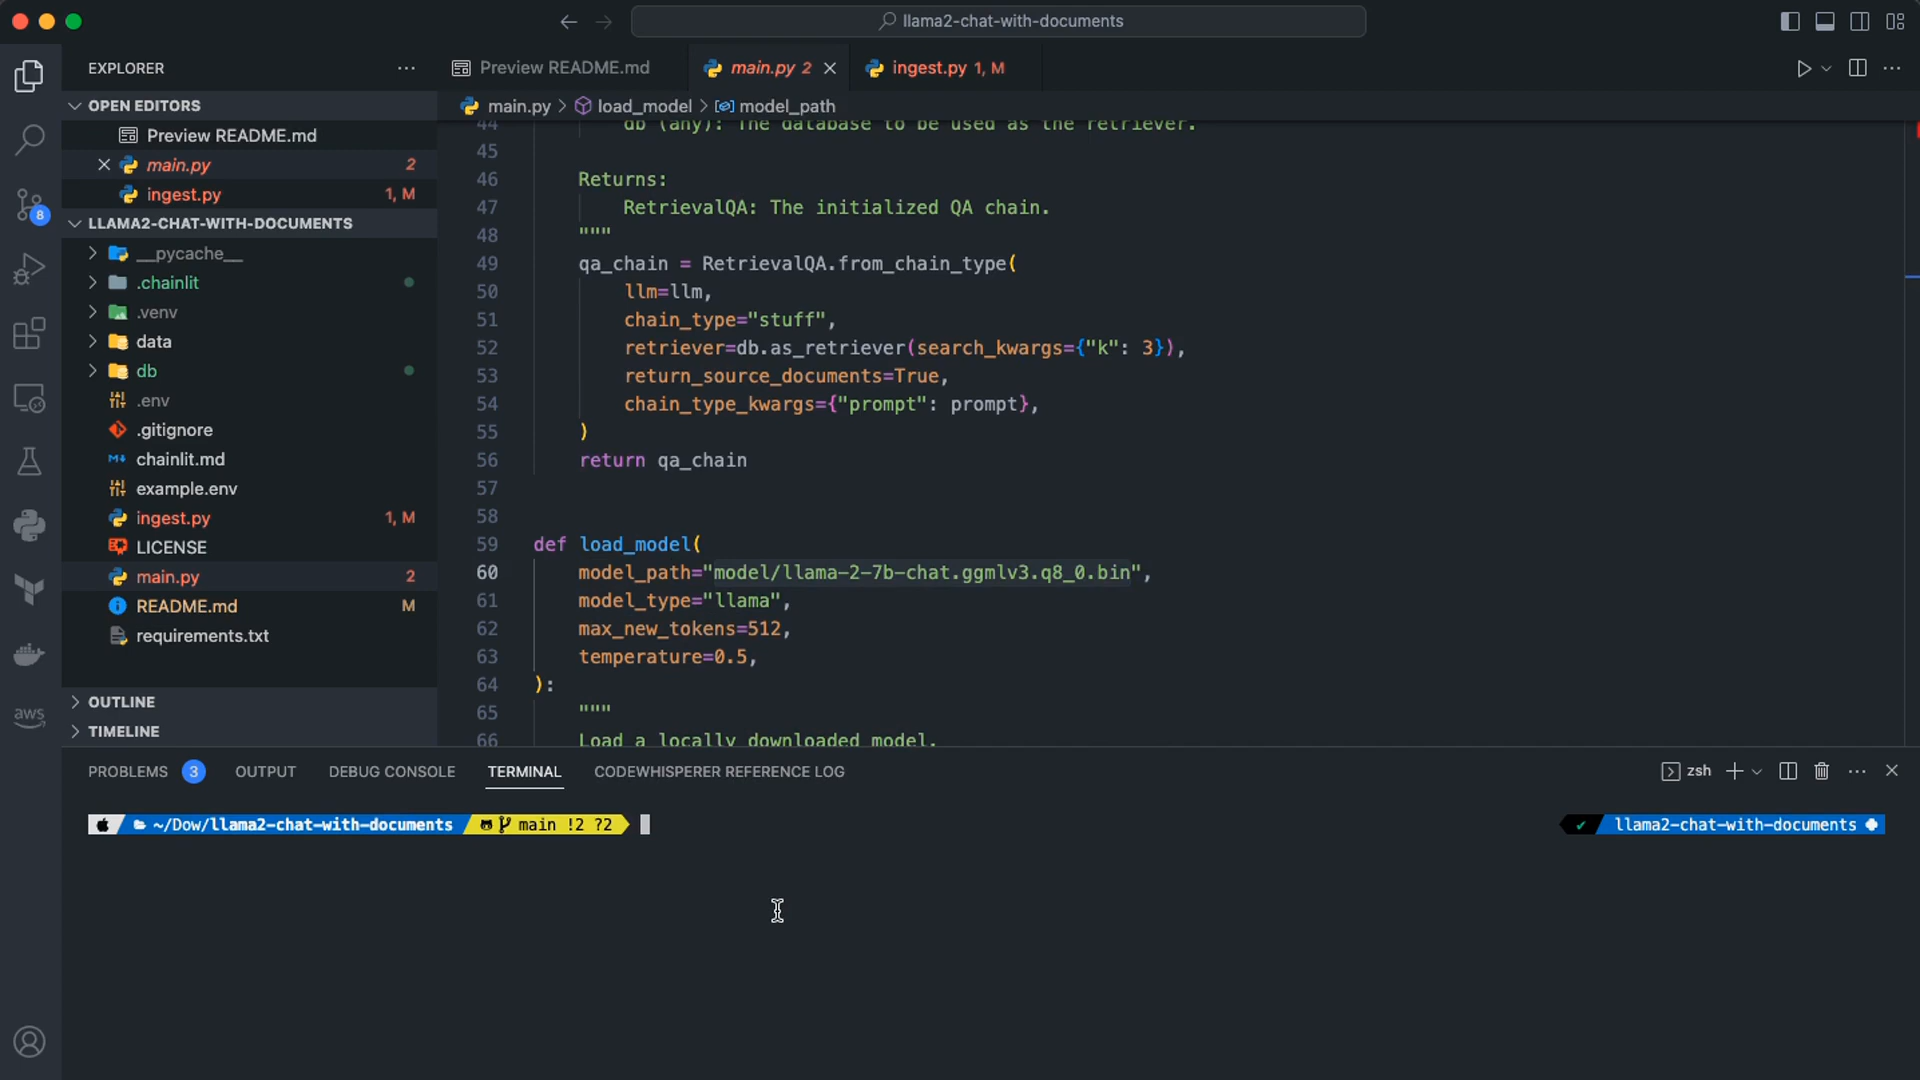 llama2-chat-with-documents
EXPLORER
Preview README.md
main.py 2
ingest.py 1, M
OPEN EDITORS
main.py > load_model > model_path
Preview README.md
main.py 2
ingest.py 1, M
LLAMA2-CHAT-WITH-DOCUMENTS
8
__pycache__
.chainlit
.venv
data
db
.env
.gitignore
chainlit.md
example.env
ingest.py 1, M
LICENSE
main.py 2
README.md M
requirements.txt
OUTLINE
TIMELINE
aws
44 db (any): The database to be used as the retriever.
45
46 Returns:
47 RetrievalQA: The initialized QA chain.
48 """
49 qa_chain = RetrievalQA.from_chain_type(
50 llm=llm,
51 chain_type="stuff",
52 retriever=db.as_retriever(search_kwargs={"k": 3}),
53 return_source_documents=True,
54 chain_type_kwargs={"prompt": prompt},
55 )
56 return qa_chain
57
58
59 def load_model(
60 model_path="model/llama-2-7b-chat.ggmlv3.q8_0.bin",
61 model_type="llama",
62 max_new_tokens=512,
63 temperature=0.5,
64 ):
65 """
66 Load a locally downloaded model.
PROBLEMS 3 OUTPUT DEBUG CONSOLE TERMINAL CODEWHISPERER REFERENCE LOG
zsh
~/Dow/llama2-chat-with-documents main !2 ?2
llama2-chat-with-documents